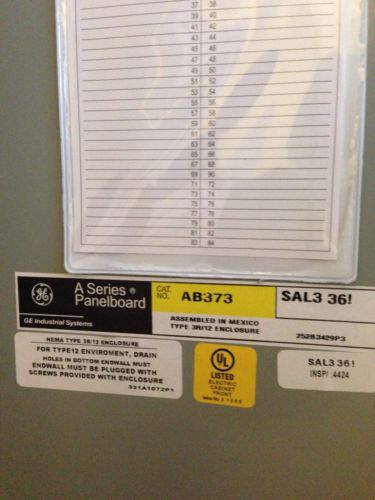 37 38
39 40
41 42
43 44
45 46
47 48
49 50
51 52
53 54
55 56
57 58
59 60
61 62
63 64
65 66
67 68
69 90
71 72
73 74
75 76
77 78
79 80
81 82
83 84
GE
A Series®
Panelboard
GE Industrial Systems
CAT.
NO.
AB373
SAL3 36!
ASSEMBLED IN MEXICO
TYPE 3R/12 ENCLOSURE
252B3429P3
NEMA TYPE 3R/12 ENCLOSURE
FOR TYPE12 ENVIROMENT, DRAIN
HOLES IN BOTTOM ENDWALL MUST
ENDWALL MUST BE PLUGGED WITH
SCREWS PROVIDED WITH ENCLOSURE
331A1072P1
UL
LISTED
ELECTRIC
CABINET
FRONT
SAL3 36!
INSP/ :4424